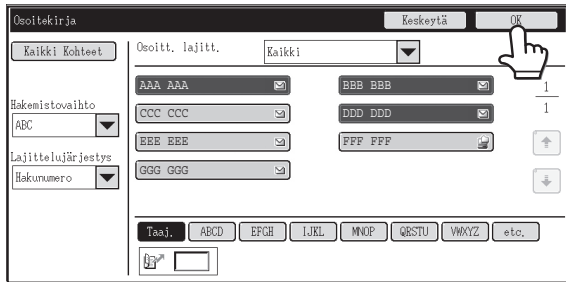 Osoitekirja
Keskeytä
OK
Kaikki Kohteet
Osoitt. lajitt.
Kaikki
AAA AAA
BBB BBB
1
Hakemistovaihto
CCC CCC
DDD DDD
1
ABC
EEE EEE
FFF FFF
Lajittelujärjestys
Hakunumero
GGG GGG
Taaj.
ABCD
EFGH
IJKL
MNOP
QRSTU
VWXYZ
etc.